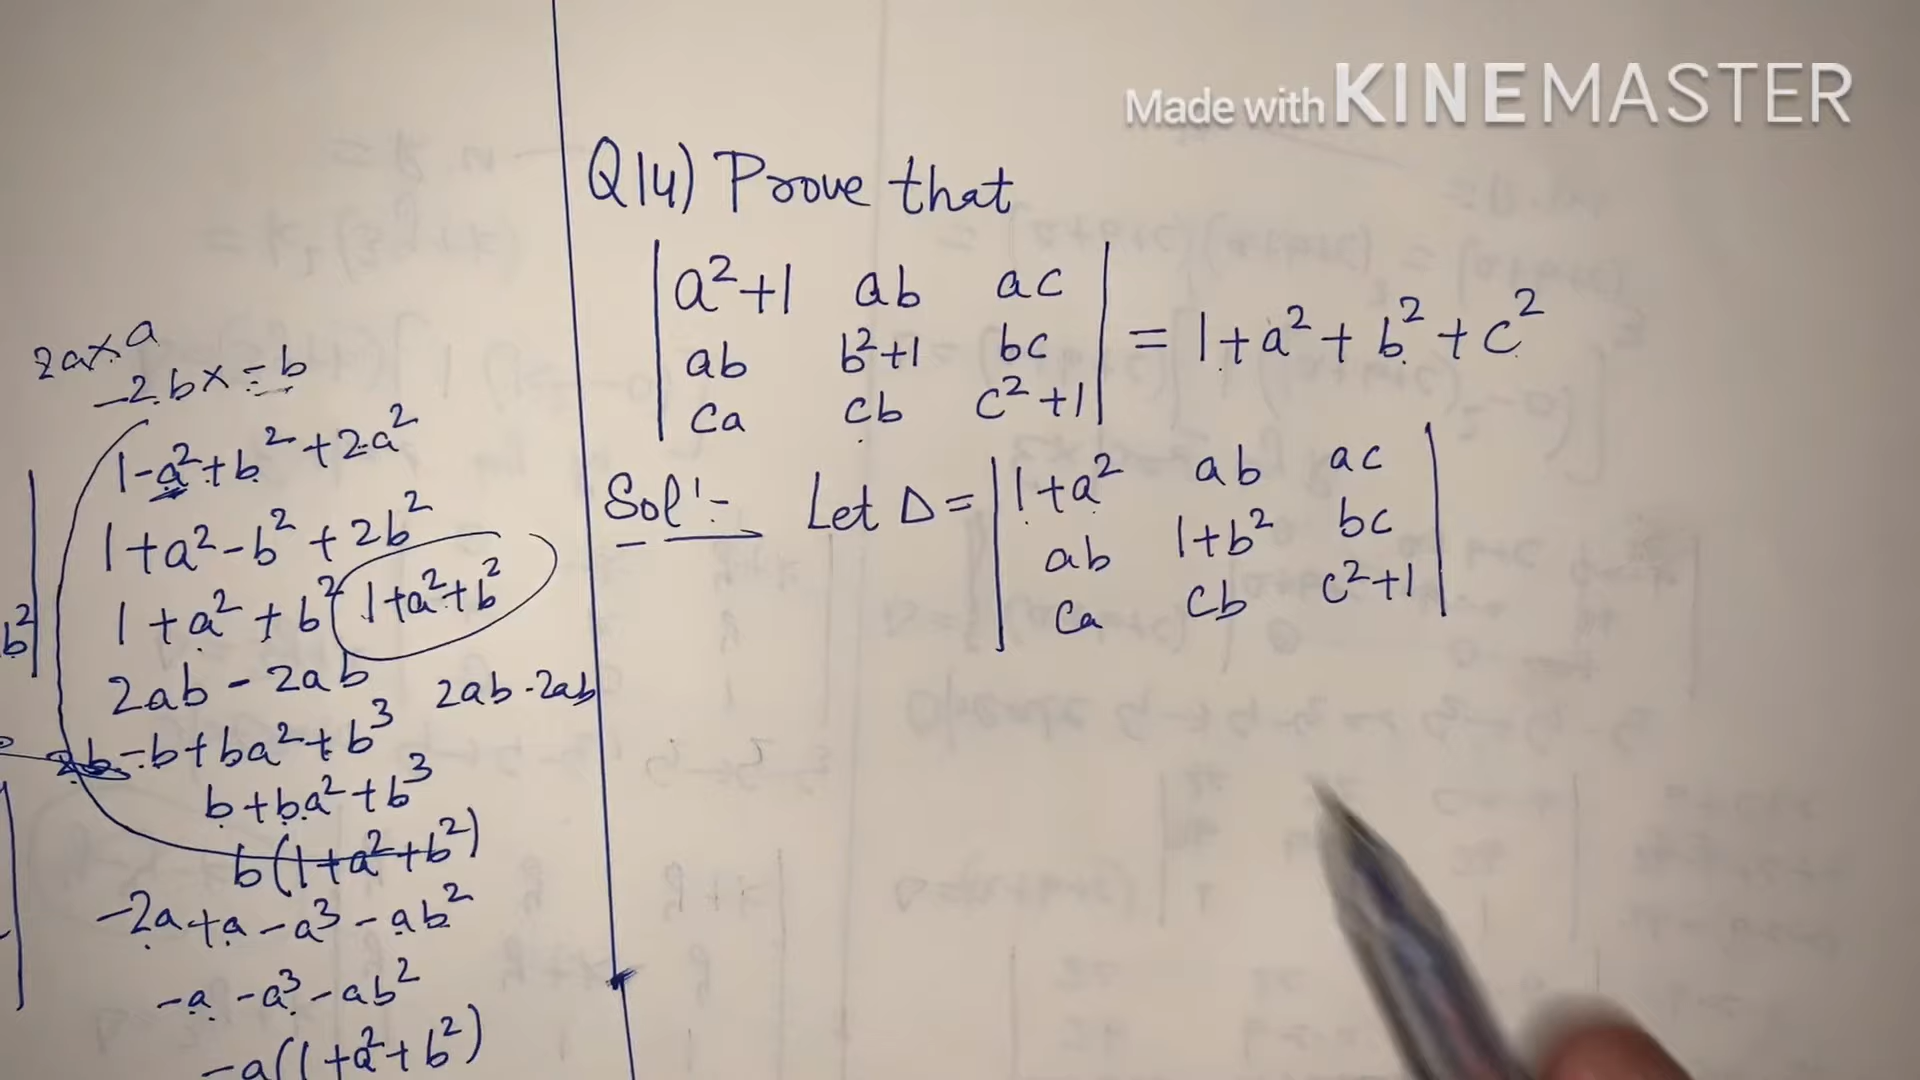 Made with KINEMASTER
2a×a
-2b×=b
1-a²+b²+2a²
1+a²-b²+2b²
1+a²+b² 1+a²+b²
b²
2ab-2ab 2ab-2ab
-b+ba²+b³
b+ba²+b³
b(1+a²+b²)
-2a+a-a³-ab²
-a-a³-ab²
-a(1+a²+b²)
Q14) Prove that
|a²+1 ab ac|
|ab b²+1 bc| = 1+a²+b²+c²
|ca cb c²+1|
Sol':- Let Δ = |1+a² ab ac|
|ab 1+b² bc|
|ca cb c²+1|